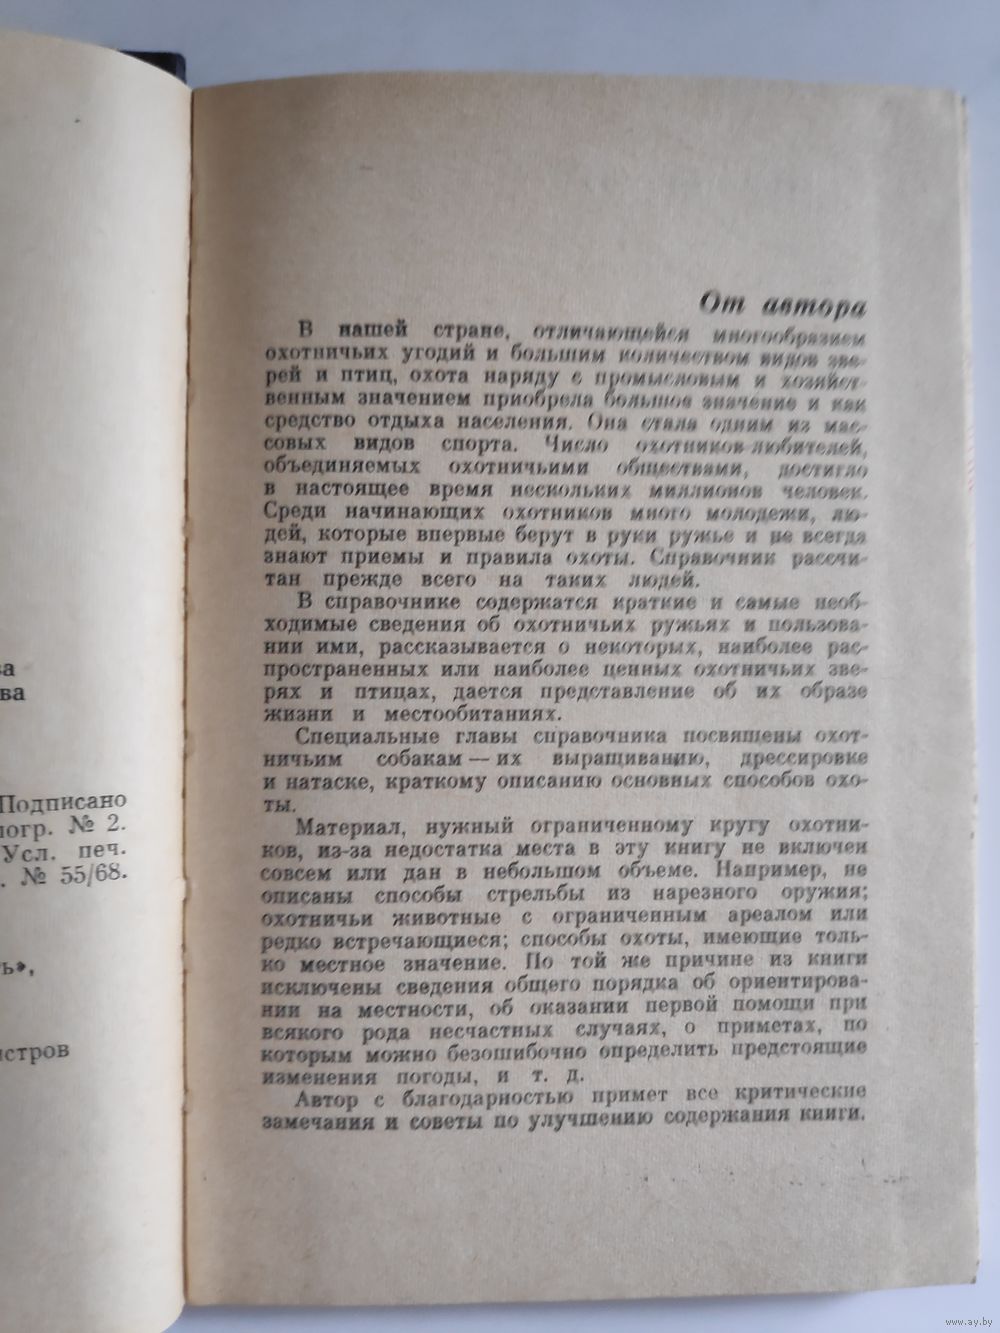 ва
ва
Подписано
погр. № 2.
Усл. печ.
. № 55/68.
ь»,
стров
От автора
В нашей стране, отличающейся многообразием
охотничьих угодий и большим количеством видов зве-
рей и птиц, охота наряду с промысловым и хозяйст-
венным значением приобрела большое значение и как
средство отдыха населения. Она стала одним из мас-
совых видов спорта. Число охотников-любителей,
объединяемых охотничьими обществами, достигло
в настоящее время нескольких миллионов человек.
Среди начинающих охотников много молодежи, лю-
дей, которые впервые берут в руки ружье и не всегда
знают приемы и правила охоты. Справочник рассчи-
тан прежде всего на таких людей.
В справочнике содержатся краткие и самые необ-
ходимые сведения об охотничьих ружьях и пользова-
нии ими, рассказывается о некоторых, наиболее рас-
пространенных или наиболее ценных охотничьих зве-
рях и птицах, дается представление об их образе
жизни и местообитаниях.
Специальные главы справочника посвящены охот-
ничьим собакам — их выращиванию, дрессировке
и натаске, краткому описанию основных способов охо-
ты.
Материал, нужный ограниченному кругу охотни-
ков, из-за недостатка места в эту книгу не включен
совсем или дан в небольшом объеме. Например, не
описаны способы стрельбы из нарезного оружия;
охотничьи животные с ограниченным ареалом или
редко встречающиеся; способы охоты, имеющие толь-
ко местное значение. По той же причине из книги
исключены сведения общего порядка об ориентирова-
нии на местности, об оказании первой помощи при
всякого рода несчастных случаях, о приметах, по
которым можно безошибочно определить предстоящие
изменения погоды, и т. д.
Автор с благодарностью примет все критические
замечания и советы по улучшению содержания книги.
www.ay.by